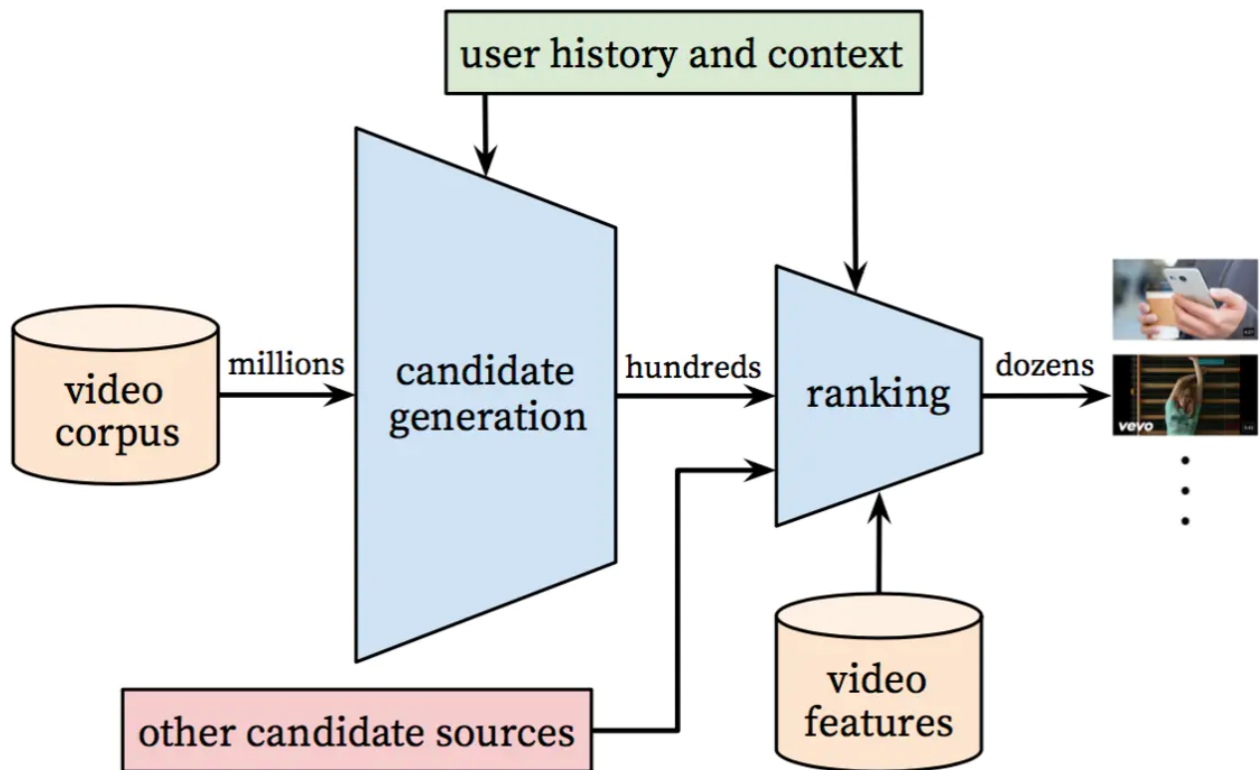 user history and context
millions
hundreds
dozens
video
corpus
candidate
generation
ranking
vevo
video
features
other candidate sources